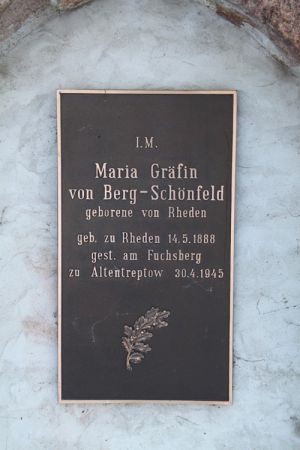 I.M.
Maria Gräfin
von Berg-Schönfeld
geborene von Rheden
geb. zu Rheden 14.5.1888
gest. am Fuchsberg
zu Altentreptow 30.4.1945